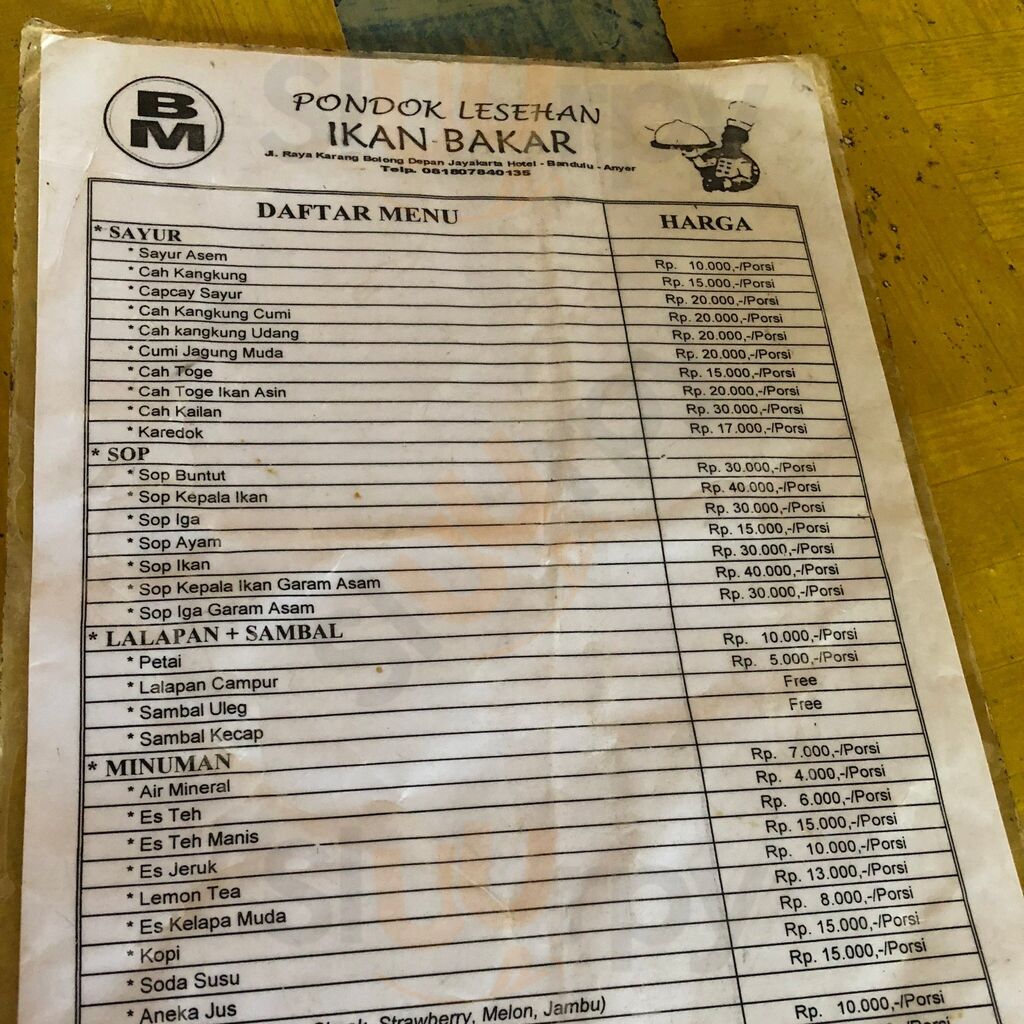 BM
PONDOK LESEHAN
IKAN BAKAR
Jl. Raya Karang Bolong Depan Jayakarta Hotel - Bandulu - Anyer
Telp. 081807840135
DAFTAR MENU HARGA
* SAYUR
* Sayur Asem Rp. 10.000,-/Porsi
* Cah Kangkung Rp. 15.000,-/Porsi
* Capcay Sayur Rp. 20.000,-/Porsi
* Cah Kangkung Cumi Rp. 20.000,-/Porsi
* Cah kangkung Udang Rp. 20.000,-/Porsi
* Cumi Jagung Muda Rp. 20.000,-/Porsi
* Cah Toge Rp. 15.000,-/Porsi
* Cah Toge Ikan Asin Rp. 20.000,-/Porsi
* Cah Kailan Rp. 30.000,-/Porsi
* Karedok Rp. 17.000,-/Porsi
* SOP
* Sop Buntut Rp. 30.000,-/Porsi
* Sop Kepala Ikan Rp. 40.000,-/Porsi
* Sop Iga Rp. 30.000,-/Porsi
* Sop Ayam Rp. 15.000,-/Porsi
* Sop Ikan Rp. 30.000,-/Porsi
* Sop Kepala Ikan Garam Asam Rp. 40.000,-/Porsi
* Sop Iga Garam Asam Rp. 30.000,-/Porsi
* LALAPAN + SAMBAL
* Petai Rp. 10.000,-/Porsi
* Lalapan Campur Rp. 5.000,-/Porsi
* Sambal Uleg Free
* Sambal Kecap Free
* MINUMAN
* Air Mineral Rp. 7.000,-/Porsi
* Es Teh Rp. 4.000,-/Porsi
* Es Teh Manis Rp. 6.000,-/Porsi
* Es Jeruk Rp. 15.000,-/Porsi
* Lemon Tea Rp. 10.000,-/Porsi
* Es Kelapa Muda Rp. 13.000,-/Porsi
* Kopi Rp. 8.000,-/Porsi
* Soda Susu Rp. 15.000,-/Porsi
* Aneka Jus Rp. 15.000,-/Porsi
Strawberry, Melon, Jambu)
Rp. 10.000,-/Porsi